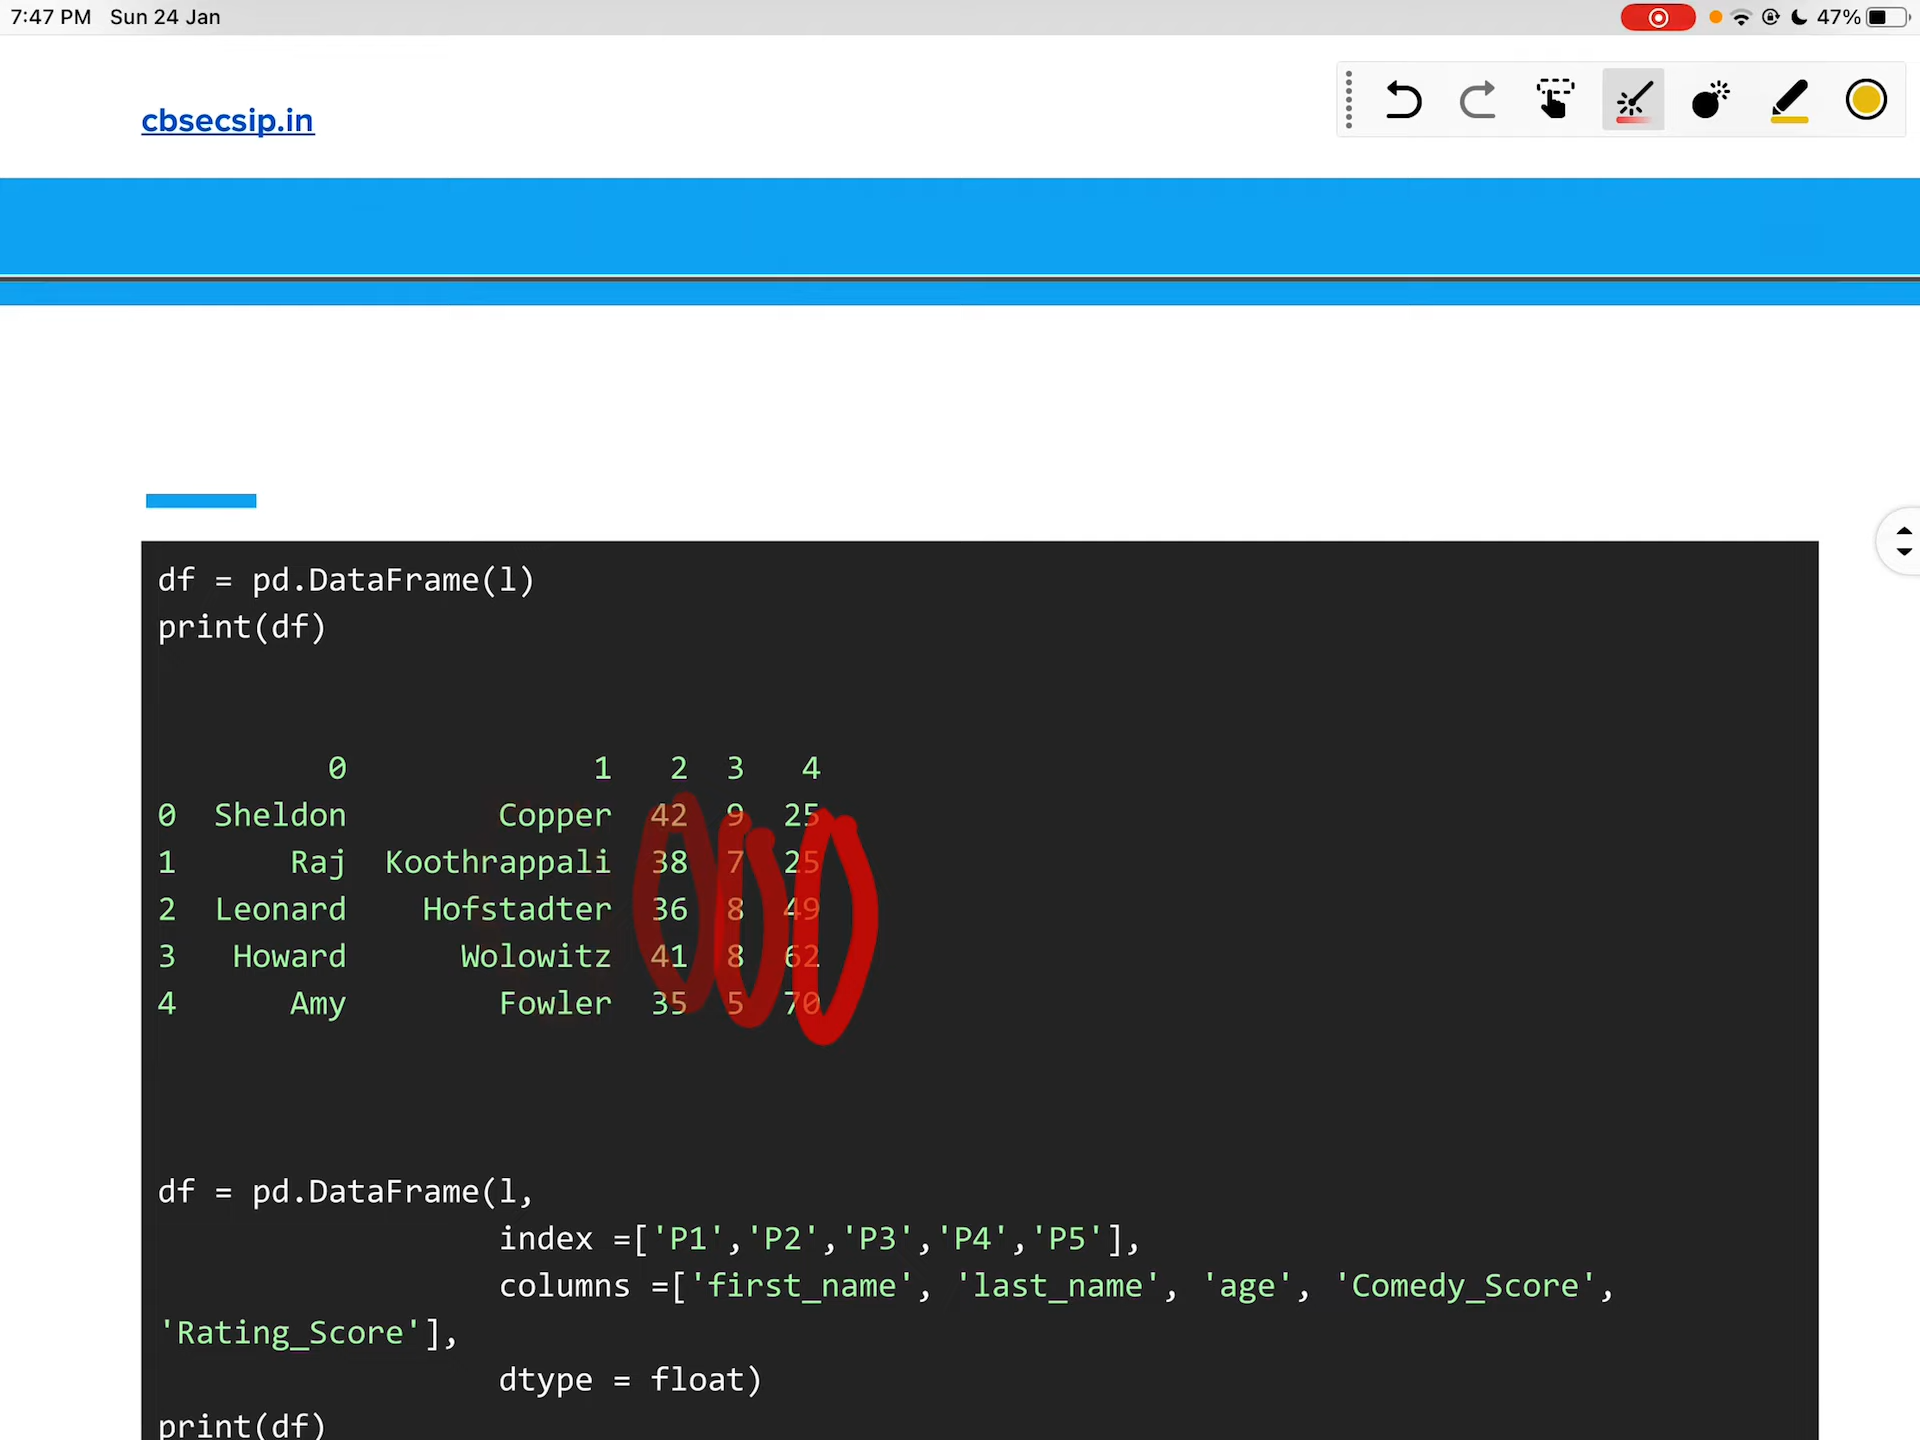 7:47 PM Sun 24 Jan 47%
cbsecsip.in
df = pd.DataFrame(l)
print(df)
0 1 2 3 4
0 Sheldon Copper 42 9 25
1 Raj Koothrappali 38 7 25
2 Leonard Hofstadter 36 8 49
3 Howard Wolowitz 41 8 62
4 Amy Fowler 35 5 70
df = pd.DataFrame(l,
index =['P1','P2','P3','P4','P5'],
columns =['first_name', 'last_name', 'age', 'Comedy_Score',
'Rating_Score'],
dtype = float)
print(df)